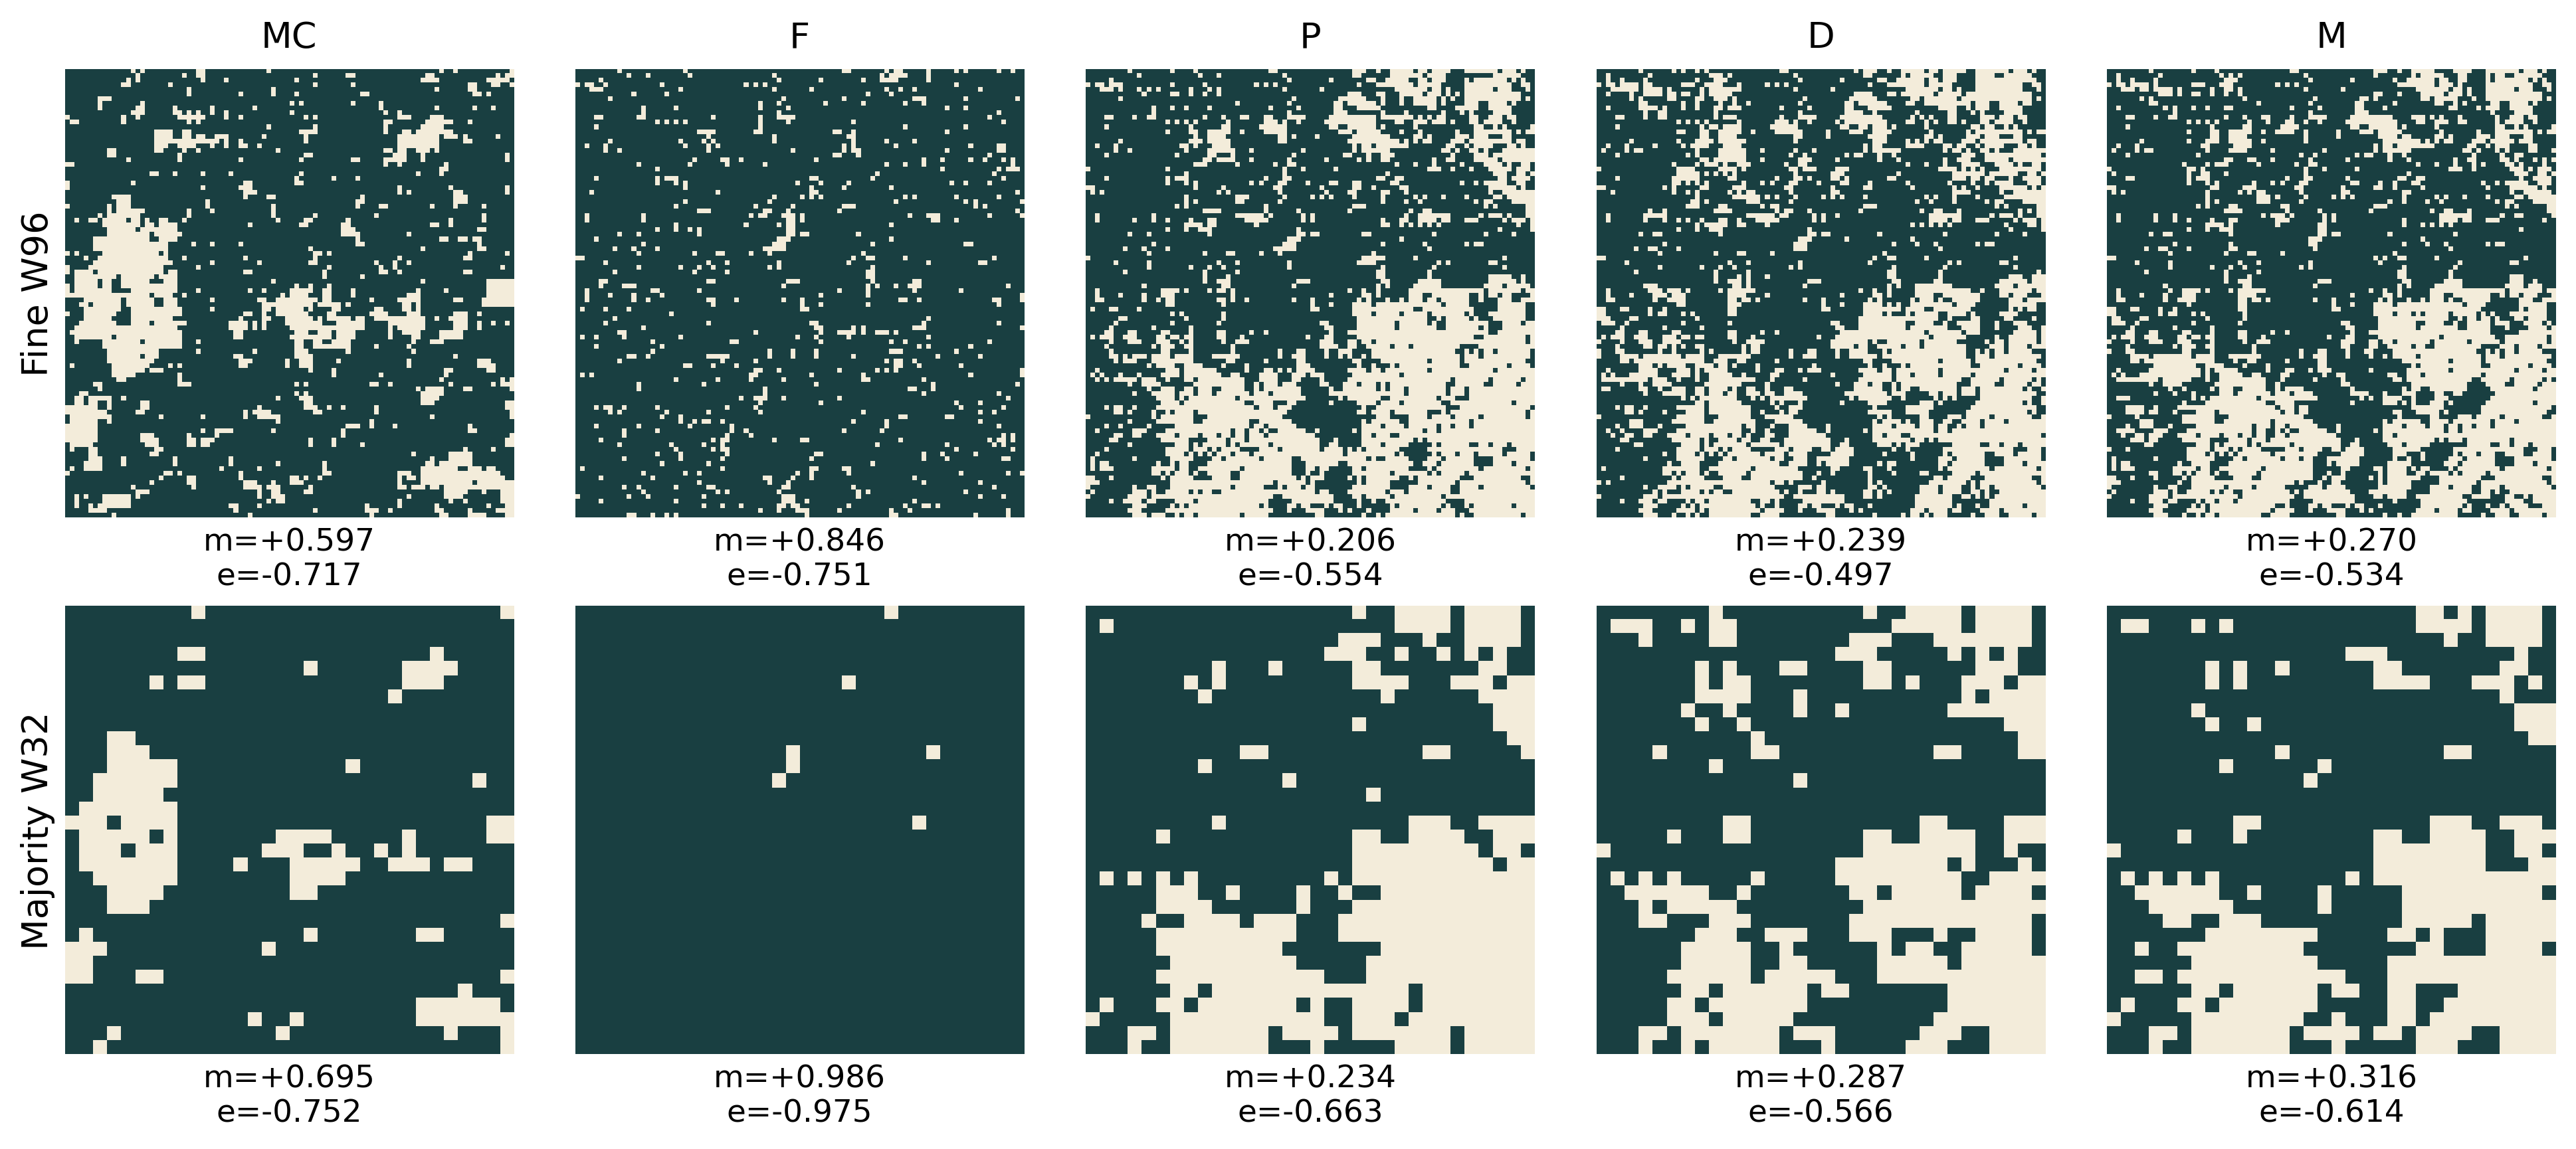 MC F P D M
Fine W96
m=+0.597 m=+0.846 m=+0.206 m=+0.239 m=+0.270
e=-0.717 e=-0.751 e=-0.554 e=-0.497 e=-0.534
Majority W32
m=+0.695 m=+0.986 m=+0.234 m=+0.287 m=+0.316
e=-0.752 e=-0.975 e=-0.663 e=-0.566 e=-0.614